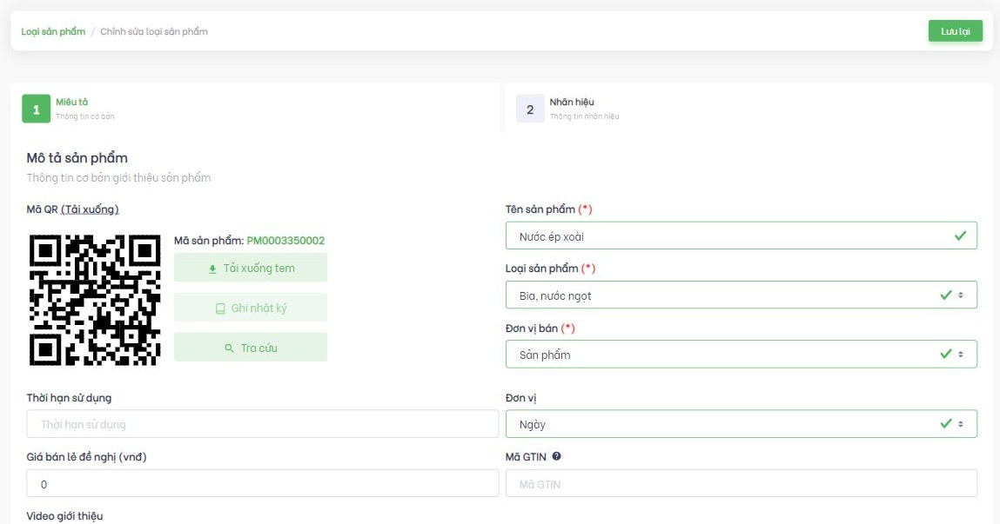 Loại sản phẩm / Chỉnh sửa loại sản phẩm
Lưu lại
1
Miêu tả
Thông tin cơ bản
2
Nhãn hiệu
Thông tin nhãn hiệu
Mô tả sản phẩm
Thông tin cơ bản giới thiệu sản phẩm
Mã QR (Tải xuống)
Mã sản phẩm: PM0003350002
Tải xuống tem
Ghi nhật ký
Tra cứu
Tên sản phẩm (*)
Nước ép xoài
Loại sản phẩm (*)
Bia, nước ngọt
Đơn vị bán (*)
Sản phẩm
Thời hạn sử dụng
Thời hạn sử dụng
Đơn vị
Ngày
Giá bán lẻ đề nghị (vnđ)
0
Mã GTIN ?
Mã GTIN
Video giới thiệu